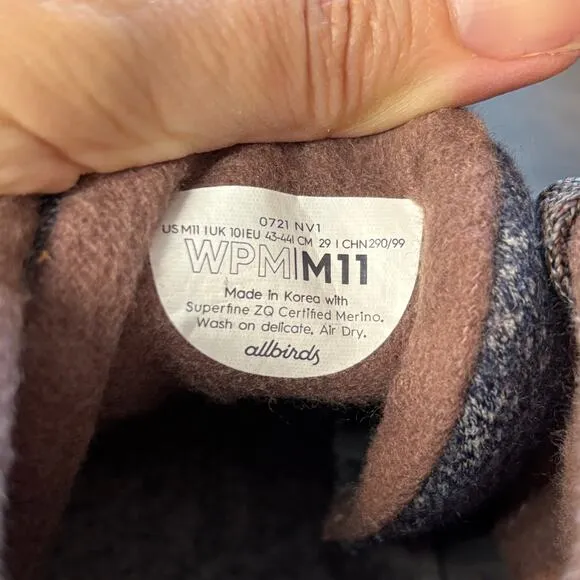 0721 NV1
US M11 | UK 10 | EU 43-44 | CM 29 | CHN 290/99
WPM|M11
Made in Korea with
Superfine ZQ Certified Merino.
Wash on delicate, Air Dry.
allbirds